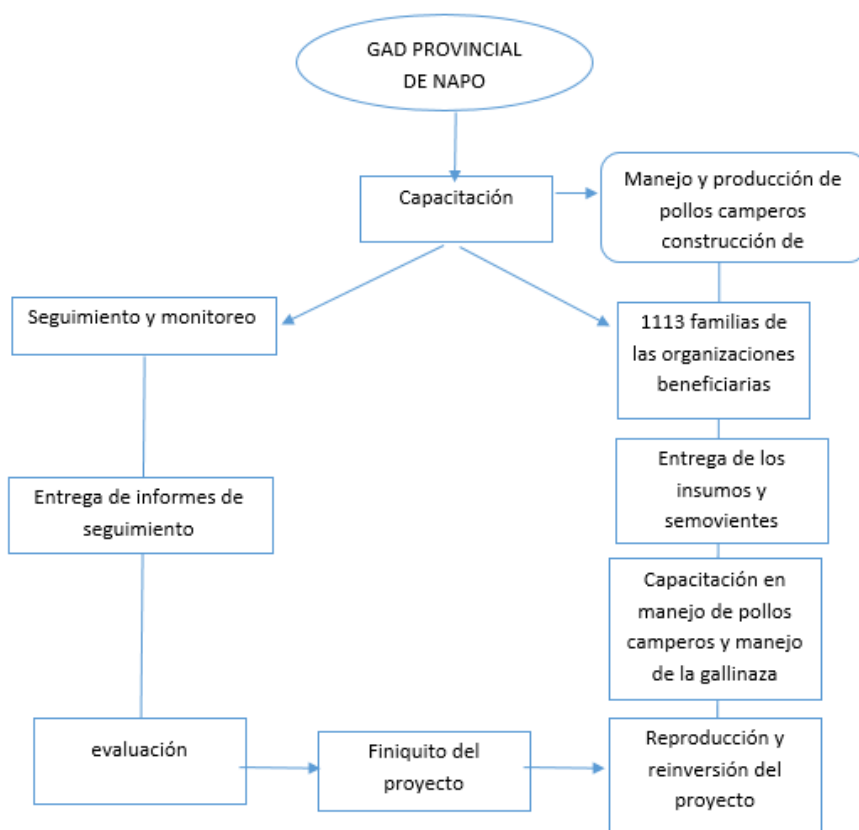 GAD PROVINCIAL
DE NAPO
Capacitación
Manejo y producción de
pollos camperos
construcción de
Seguimiento y monitoreo
1113 familias de
las organizaciones
beneficiarias
Entrega de los
insumos y
semovientes
Entrega de informes de
seguimiento
Capacitación en
manejo de pollos
camperos y manejo
de la gallinaza
evaluación
Finiquito del
proyecto
Reproducción y
reinversión del
proyecto